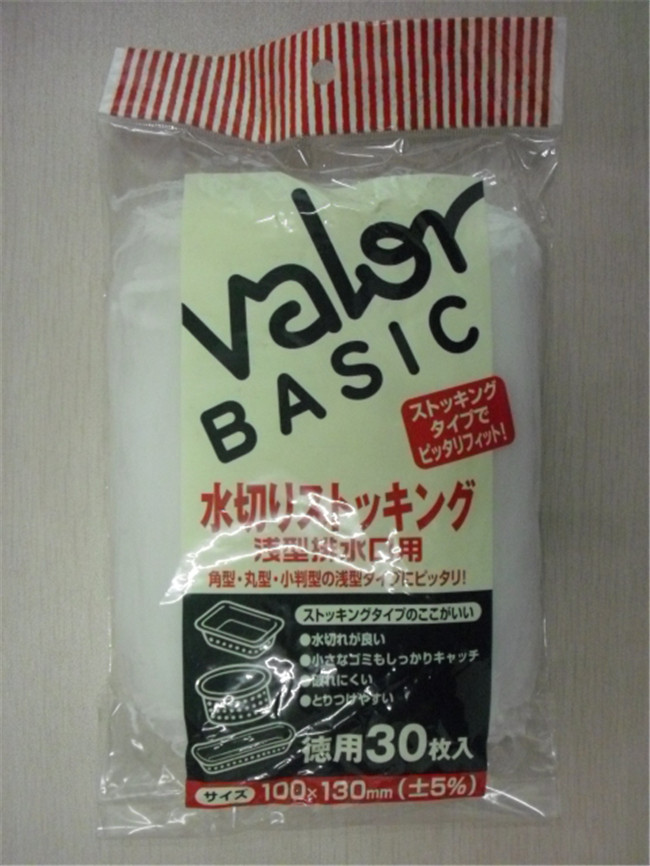 Valor
BASIC
ストッキング
タイプで
ピッタリフィット!
水切りストッキング
浅型排水口用
角型・丸型・小判型の浅型タイプにピッタリ!
ストッキングタイプのここがいい
●水切れが良い
●小さなゴミもしっかりキャッチ
れにくい
●とりつけやすい
徳用30枚入
サイズ 100×130mm(±5%)